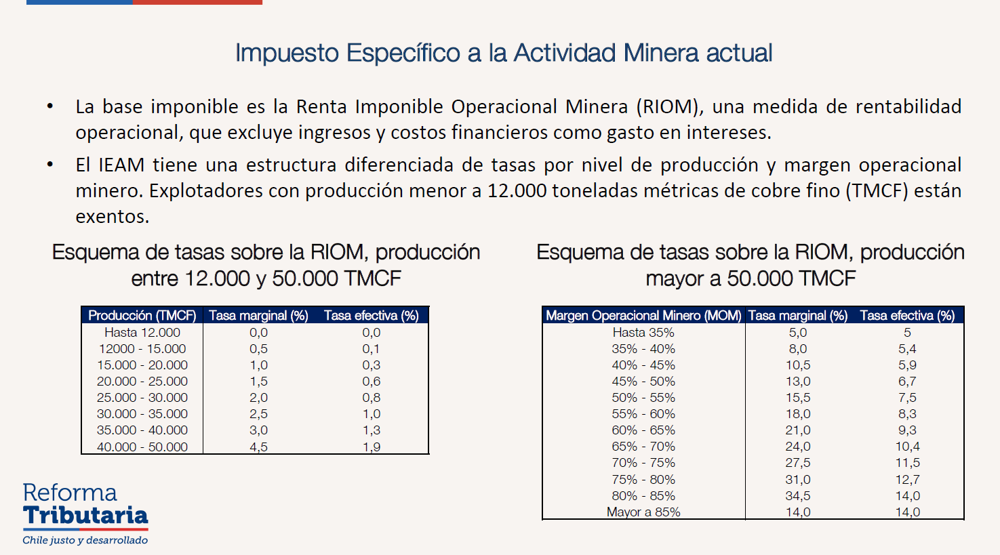 Impuesto Específico a la Actividad Minera actual
• La base imponible es la Renta Imponible Operacional Minera (RIOM), una medida de rentabilidad
operacional, que excluye ingresos y costos financieros como gasto en intereses.
• El IEAM tiene una estructura diferenciada de tasas por nivel de producción y margen operacional
minero. Explotadores con producción menor a 12.000 toneladas métricas de cobre fino (TMCF) están
exentos.
Esquema de tasas sobre la RIOM, producción
entre 12.000 y 50.000 TMCF
Producción (TMCF) Tasa marginal (%) Tasa efectiva (%)
Hasta 12.000 0,0 0,0
12000 - 15.000 0,5 0,1
15.000 - 20.000 1,0 0,3
20.000 - 25.000 1,5 0,6
25.000 - 30.000 2,0 0,8
30.000 - 35.000 2,5 1,0
35.000 - 40.000 3,0 1,3
40.000 - 50.000 4,5 1,9
Esquema de tasas sobre la RIOM, producción
mayor a 50.000 TMCF
Margen Operacional Minero (MOM) Tasa marginal (%) Tasa efectiva (%)
Hasta 35% 5,0 5
35% - 40% 8,0 5,4
40% - 45% 10,5 5,9
45% - 50% 13,0 6,7
50% - 55% 15,5 7,5
55% - 60% 18,0 8,3
60% - 65% 21,0 9,3
65% - 70% 24,0 10,4
70% - 75% 27,5 11,5
75% - 80% 31,0 12,7
80% - 85% 34,5 14,0
Mayor a 85% 14,0 14,0
Reforma
Tributaria
Chile justo y desarrollado